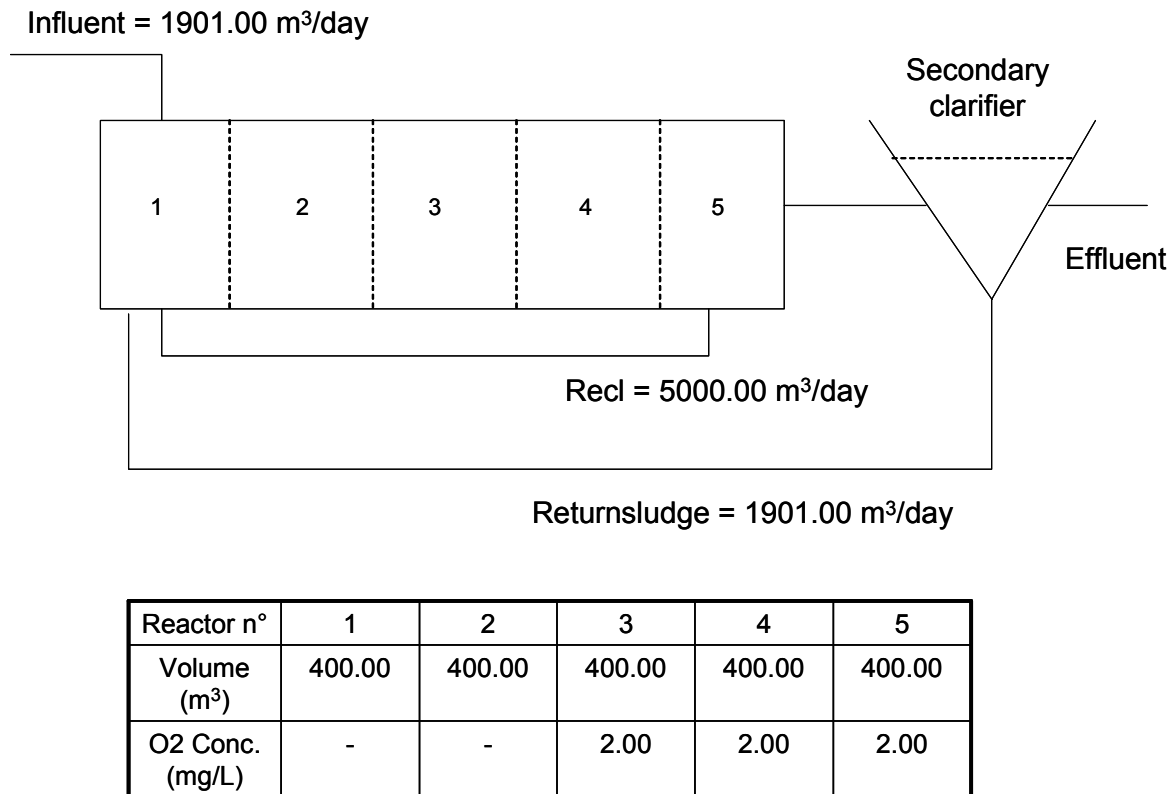 Influent = 1901.00 m³/day
Secondary
clarifier
1 2 3 4 5
Effluent
Recl = 5000.00 m³/day
Returnsludge = 1901.00 m³/day
Reactor n° 1 2 3 4 5
Volume
(m³) 400.00 400.00 400.00 400.00 400.00
O2 Conc.
(mg/L) - - 2.00 2.00 2.00